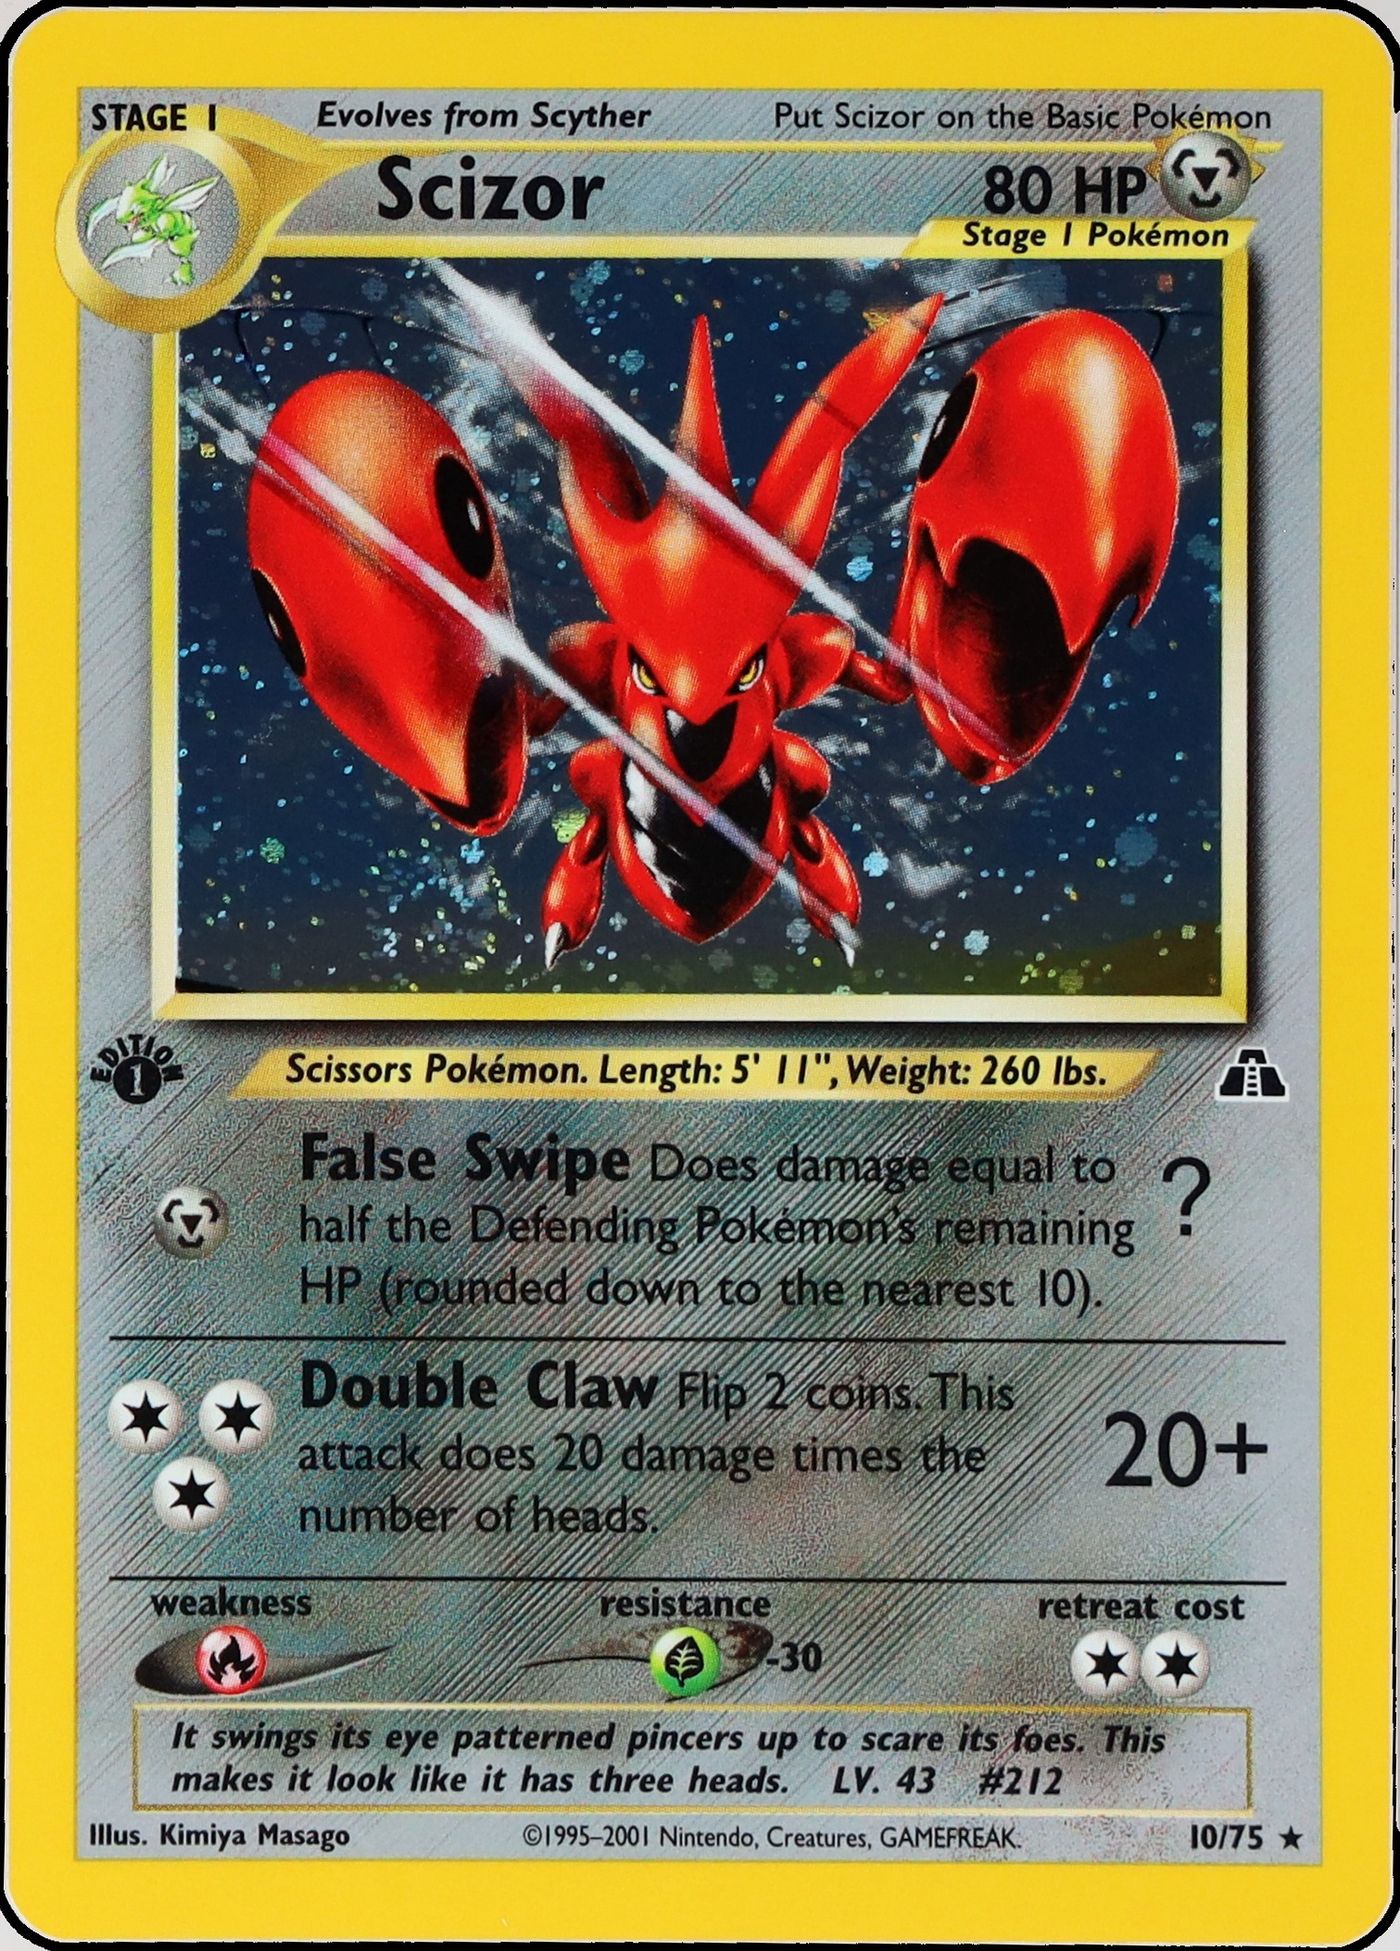 STAGE 1 Evolves from Scyther Put Scizor on the Basic Pokémon
Scizor 80 HP
Stage 1 Pokémon
EDITION
1
Scissors Pokémon. Length: 5' 11", Weight: 260 lbs.
False Swipe Does damage equal to
half the Defending Pokémon's remaining
HP (rounded down to the nearest 10).
?
Double Claw Flip 2 coins. This
attack does 20 damage times the
number of heads.
20+
weakness resistance retreat cost
-30
It swings its eye patterned pincers up to scare its foes. This
makes it look like it has three heads. LV. 43 #212
Illus. Kimiya Masago ©1995–2001 Nintendo, Creatures, GAMEFREAK. 10/75 ★